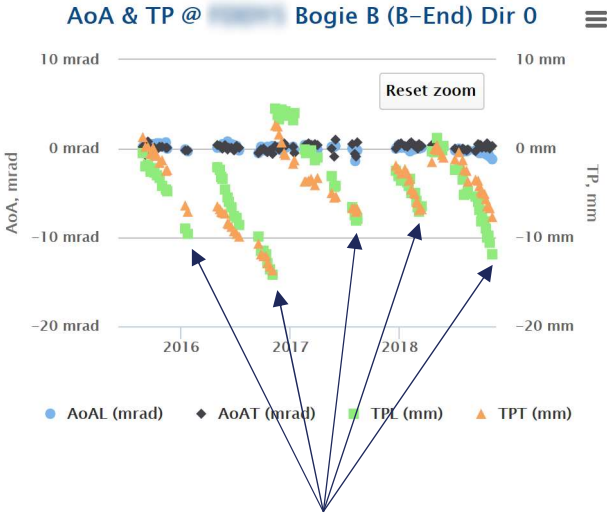 AoA & TP @ Bogie B (B-End) Dir 0
10 mrad
10 mm
Reset zoom
0 mrad
0 mm
AoA, mrad
TP, mm
-10 mrad
-10 mm
-20 mrad
-20 mm
2016
2017
2018
AoAL (mrad)
AoAT (mrad)
TPL (mm)
TPT (mm)